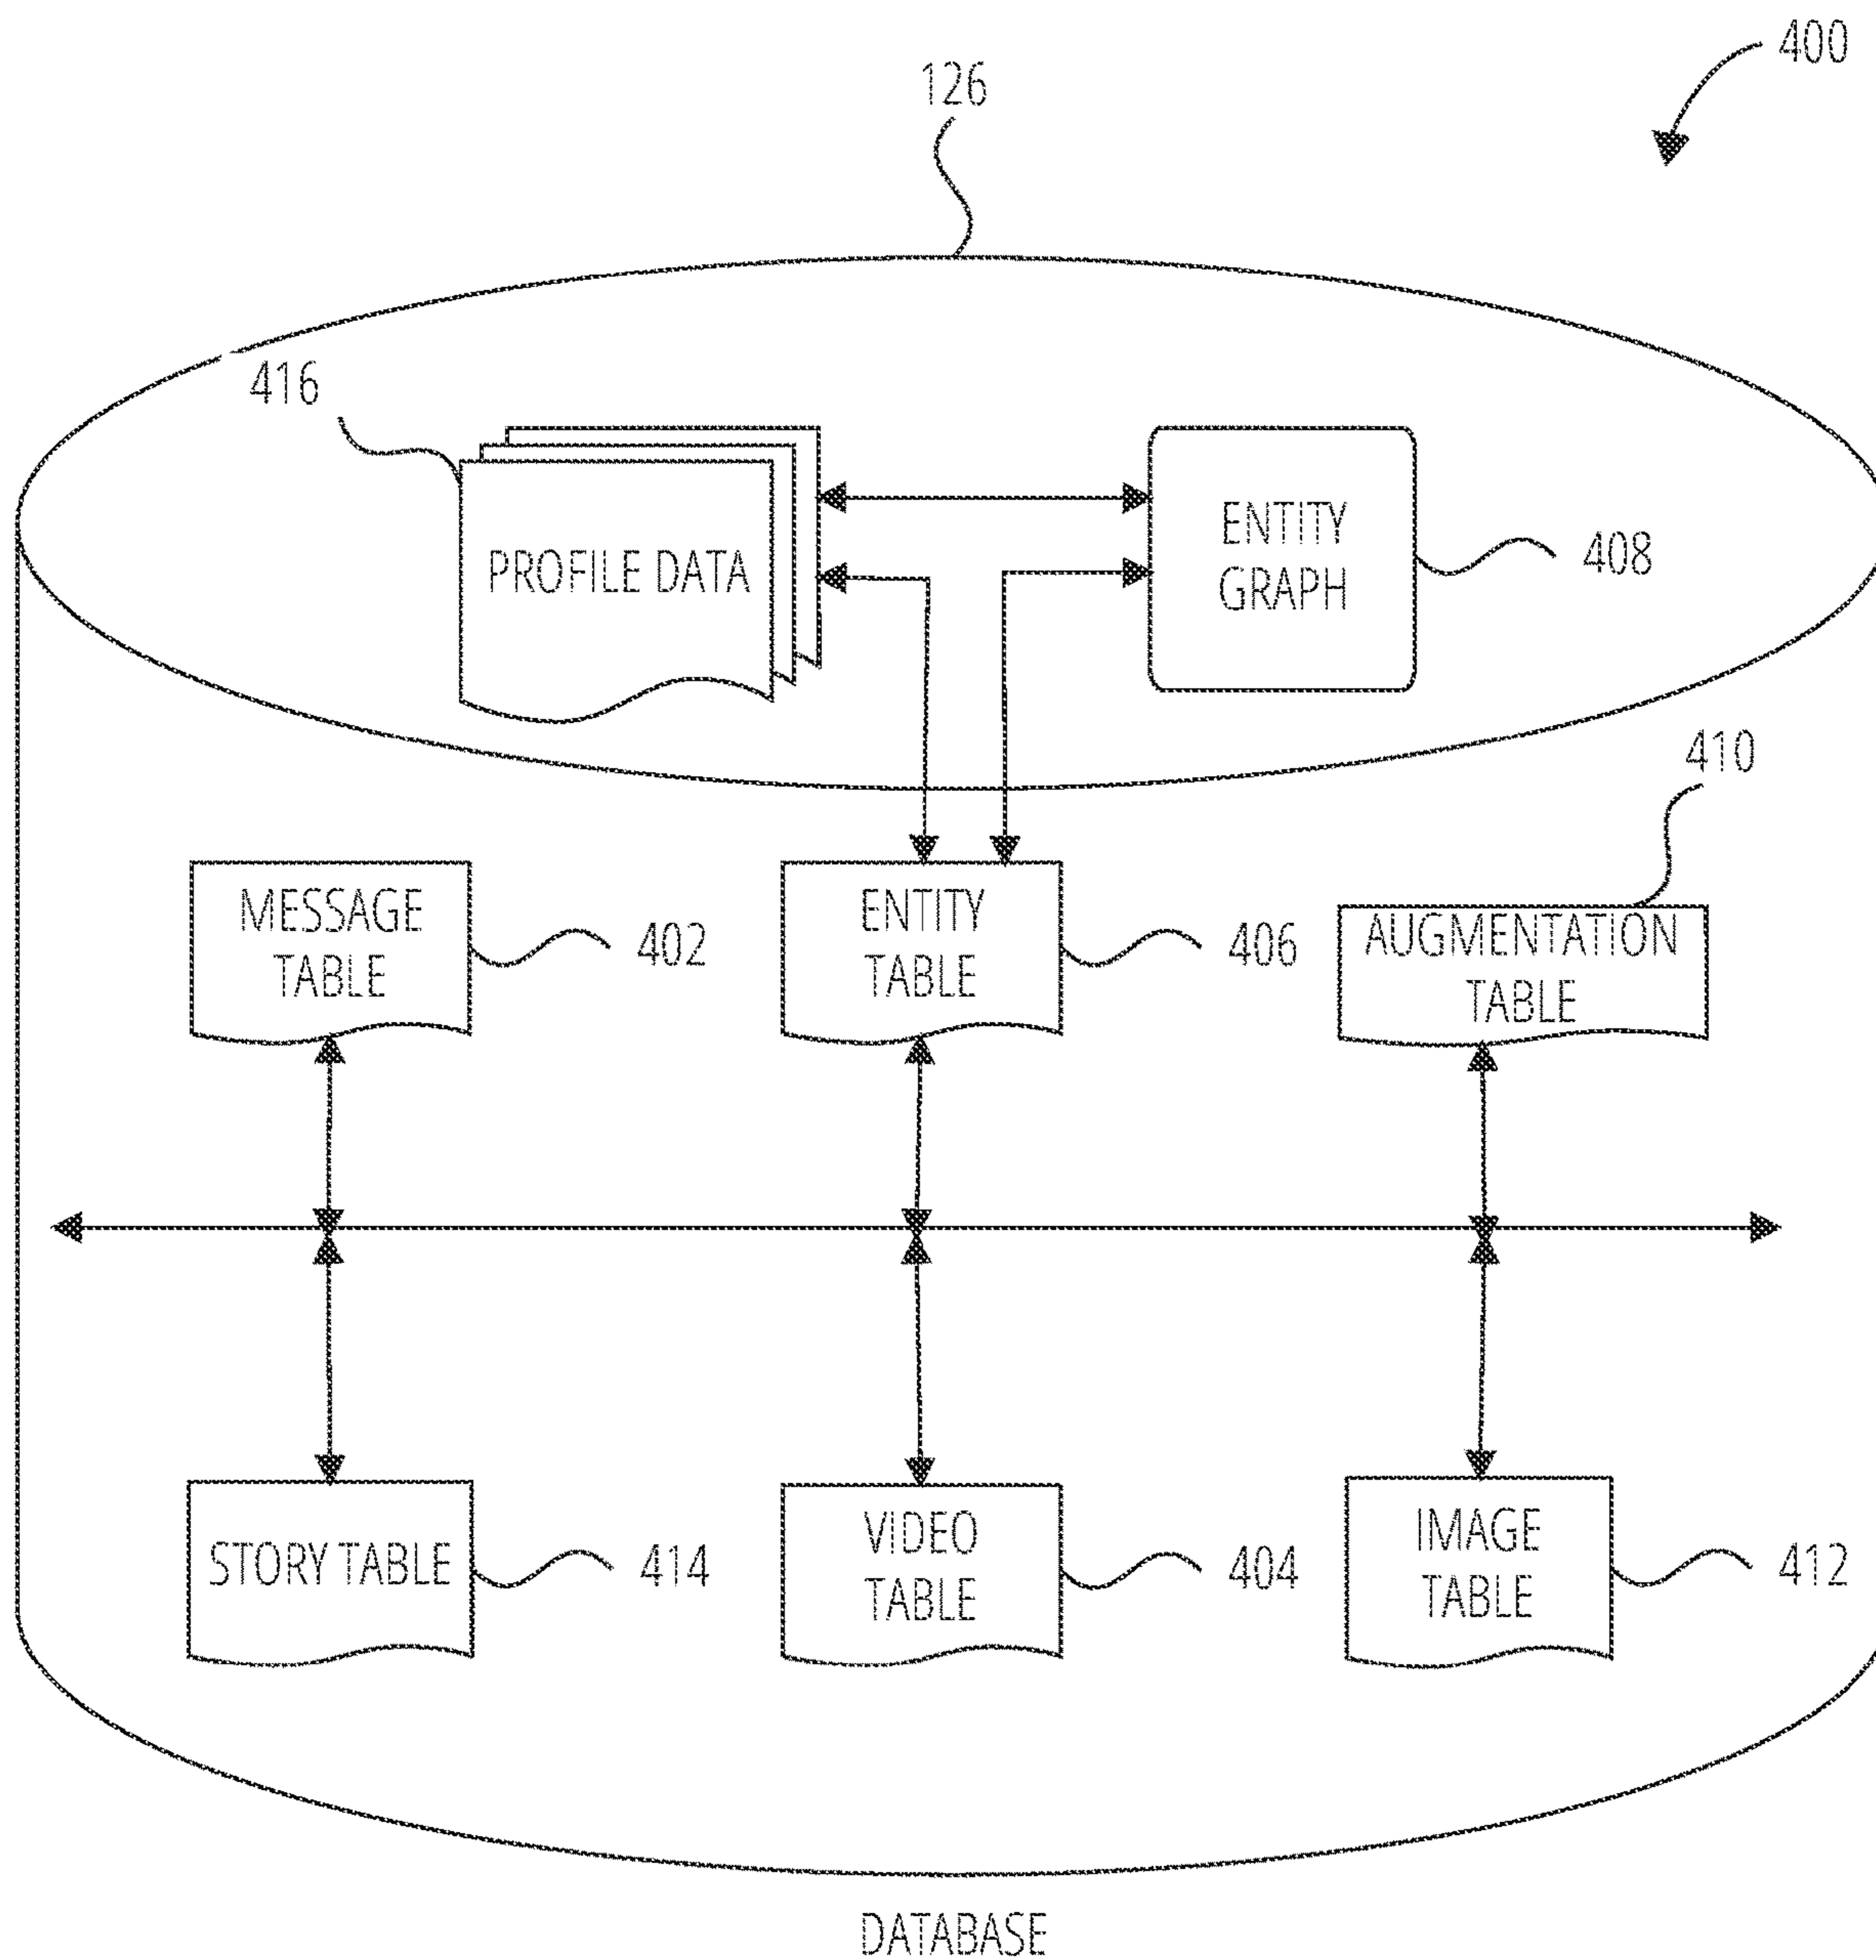 400
126
416
PROFILE DATA
ENTITY
GRAPH
408
410
MESSAGE
TABLE
402
ENTITY
TABLE
406
AUGMENTATION
TABLE
STORY TABLE
414
VIDEO
TABLE
404
IMAGE
TABLE
412
DATABASE